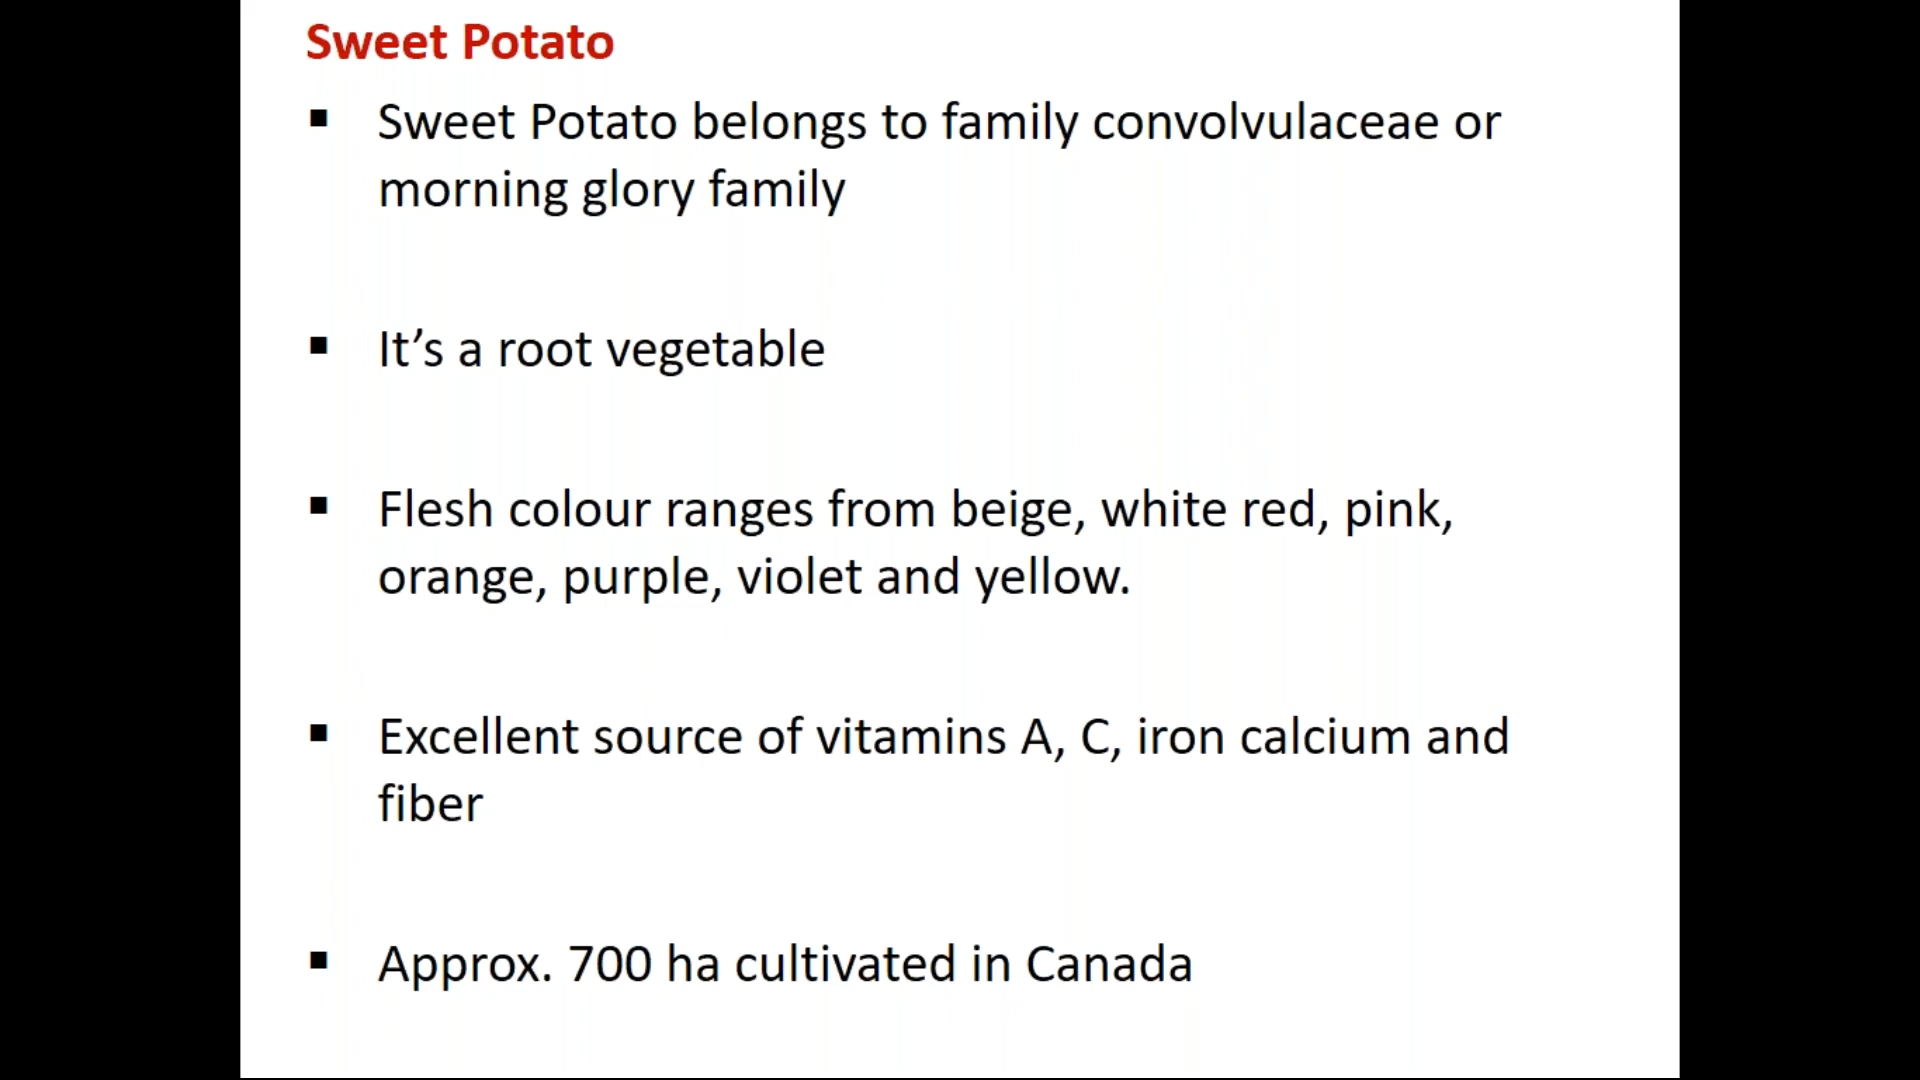 Sweet Potato
▪ Sweet Potato belongs to family convolvulaceae or
morning glory family
▪ It’s a root vegetable
▪ Flesh colour ranges from beige, white red, pink,
orange, purple, violet and yellow.
▪ Excellent source of vitamins A, C, iron calcium and
fiber
▪ Approx. 700 ha cultivated in Canada